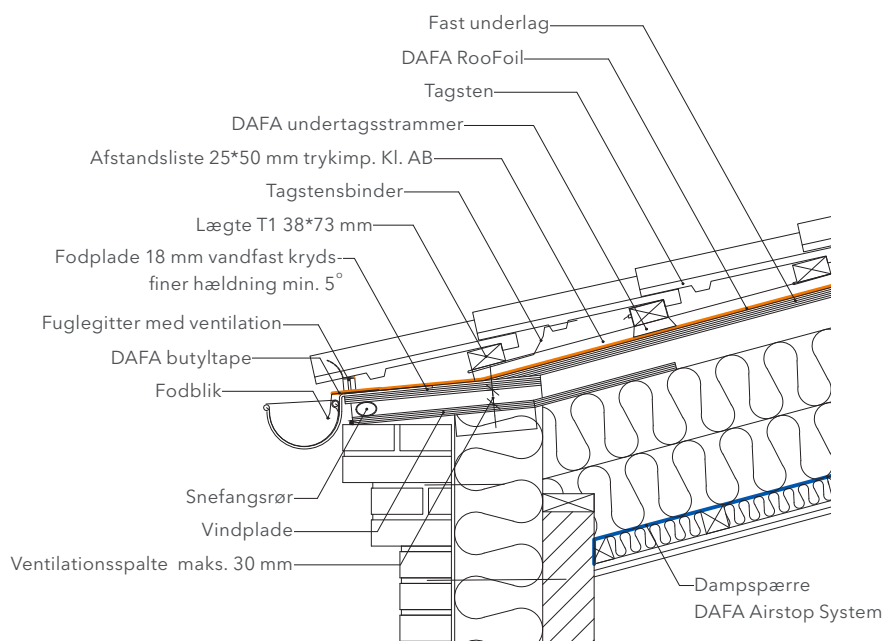 Fast underlag
DAFA RooFoil
Tagsten
DAFA undertagsstrammer
Afstandsliste 25*50 mm trykimp. Kl. AB
Tagstensbinder
Lægte T1 38*73 mm
Fodplade 18 mm vandfast kryds-
finer hældning min. 5°
Fuglegitter med ventilation
DAFA butyltape
Fodblik
Snefangsrør
Vindplade
Ventilationsspalte maks. 30 mm
Dampspærre
DAFA Airstop System